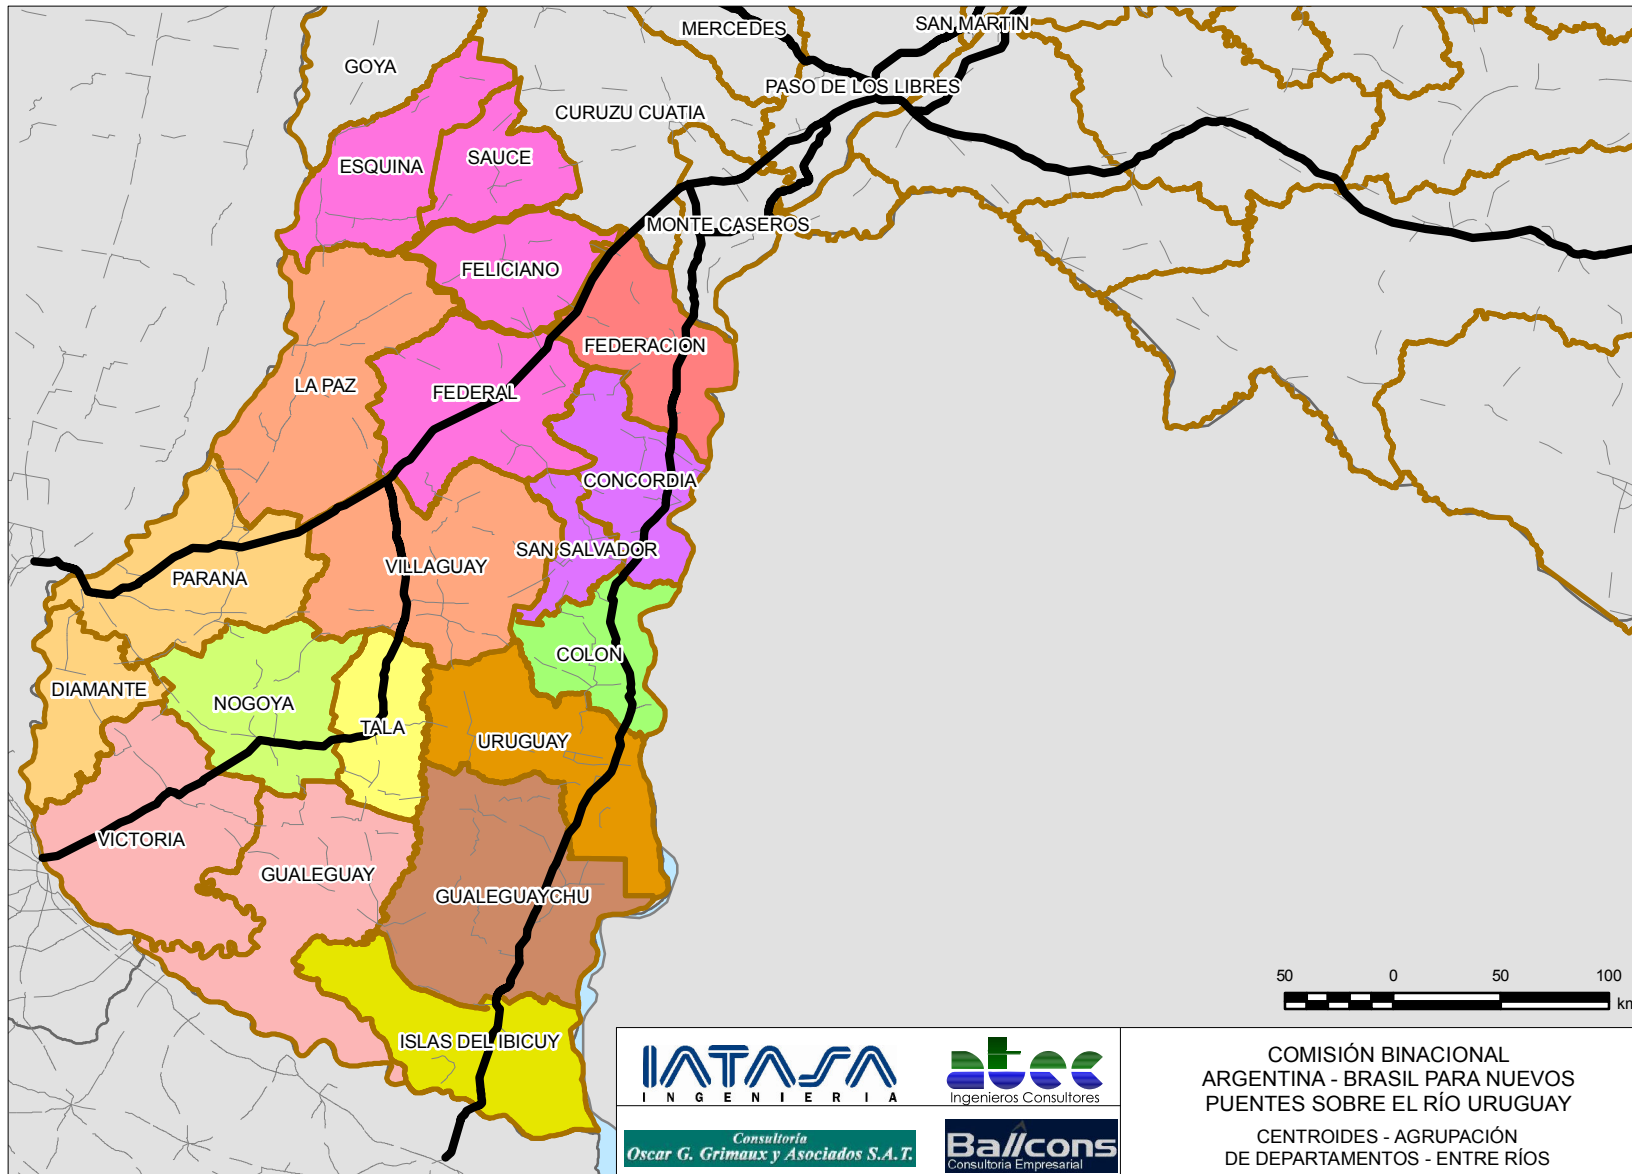 MERCEDES
SAN MARTIN
GOYA
PASO DE LOS LIBRES
CURUZU CUATIA
SAUCE
ESQUINA
MONTE CASEROS
FELICIANO
FEDERACION
LA PAZ
FEDERAL
CONCORDIA
SAN SALVADOR
VILLAGUAY
PARANA
COLON
DIAMANTE
NOGOYA
TALA
URUGUAY
VICTORIA
GUALEGUAY
GUALEGUAYCHU
50 0 50 100
km
ISLAS DEL IBICUY
IATASA
INGENIERIA
atec
Ingenieros Consultores
Consultoría
Oscar G. Grimaux y Asociados S.A.T.
Ballcons
Consultoria Empresarial
COMISIÓN BINACIONAL
ARGENTINA - BRASIL PARA NUEVOS
PUENTES SOBRE EL RÍO URUGUAY
CENTROIDES - AGRUPACIÓN
DE DEPARTAMENTOS - ENTRE RÍOS